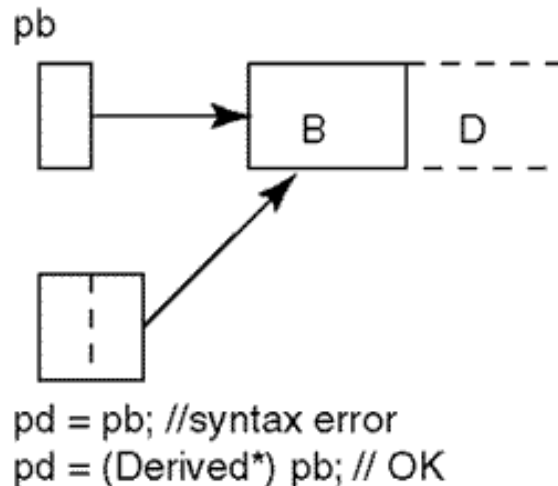 pb
B D
pd = pb; //syntax error
pd = (Derived*) pb; // OK